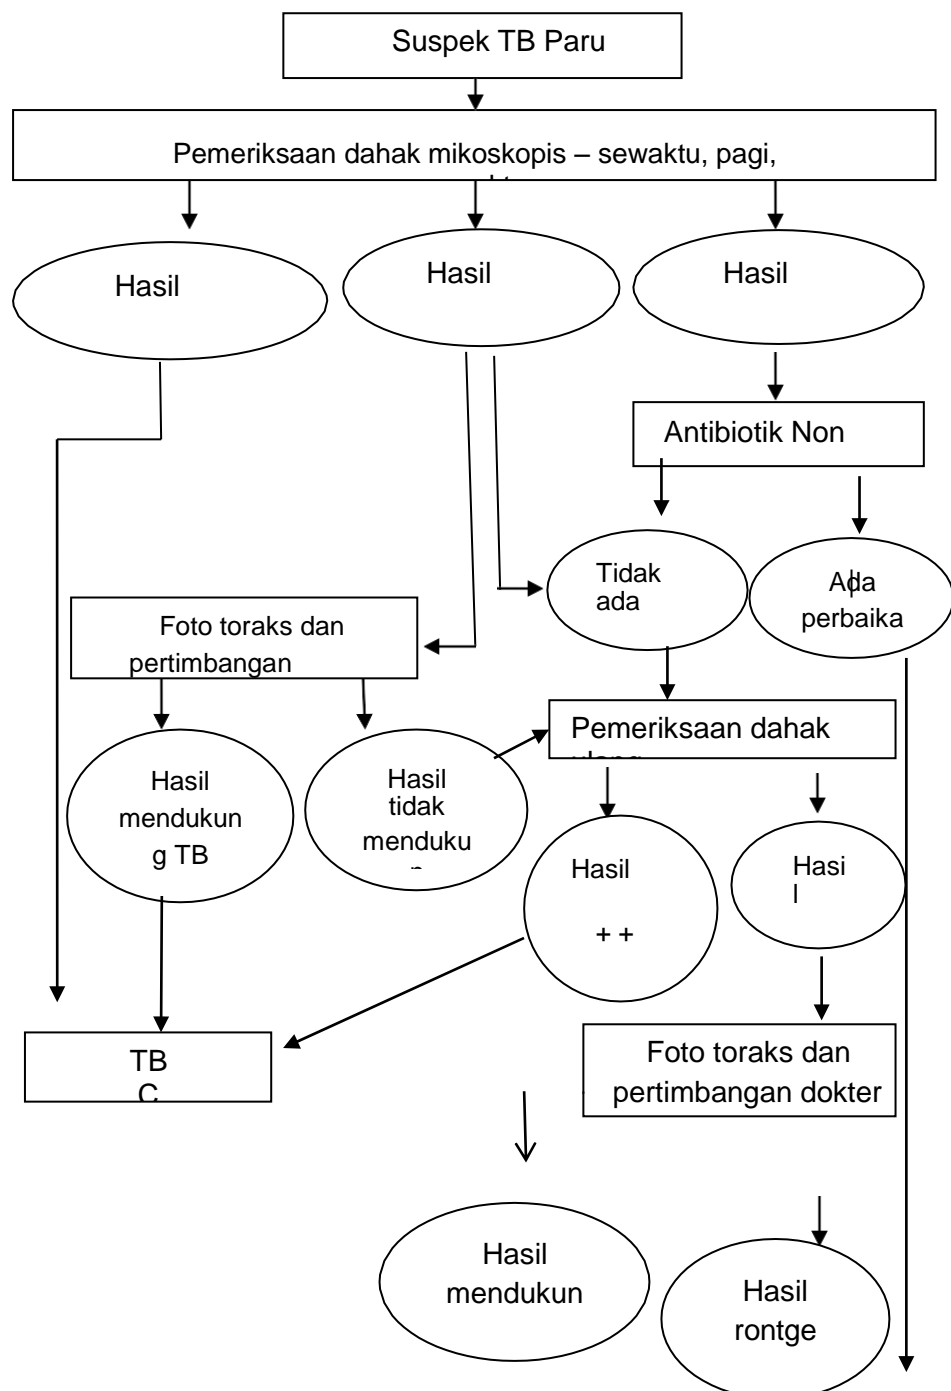 Suspek TB Paru
Pemeriksaan dahak mikoskopis – sewaktu, pagi,
Hasil
Hasil
Hasil
Antibiotik Non
Tidak
ada
Ada
perbaika
Foto toraks dan
pertimbangan
Pemeriksaan dahak
Hasil
mendukun
g TB
Hasil
tidak
menduku
Hasil
+ +
Hasi
l
TB
C
Foto toraks dan
pertimbangan dokter
Hasil
mendukun
Hasil
rontge